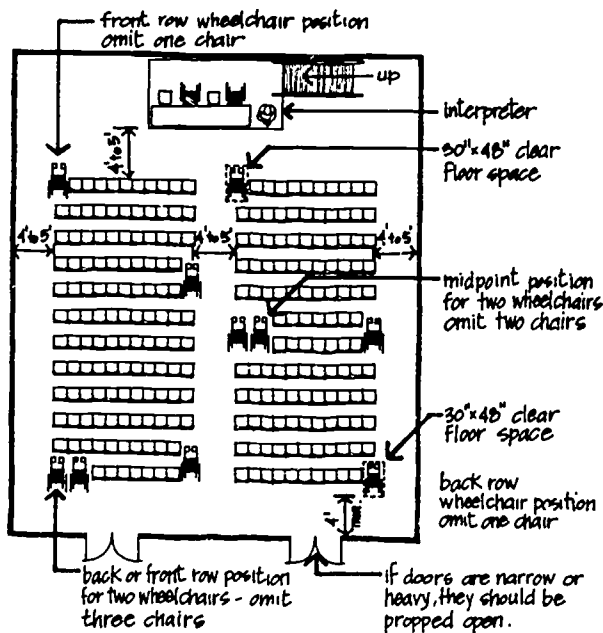 front row wheelchair position
omit one chair
up
interpreter
30"×48" clear
floor space
4' to 5'
4' to 5'
4' to 5'
4' to 5'
midpoint position
for two wheelchairs
omit two chairs
30"×48" clear
floor space
back row
wheelchair position
omit one chair
4'
back or front row position
for two wheelchairs - omit
three chairs
if doors are narrow or
heavy, they should be
propped open.